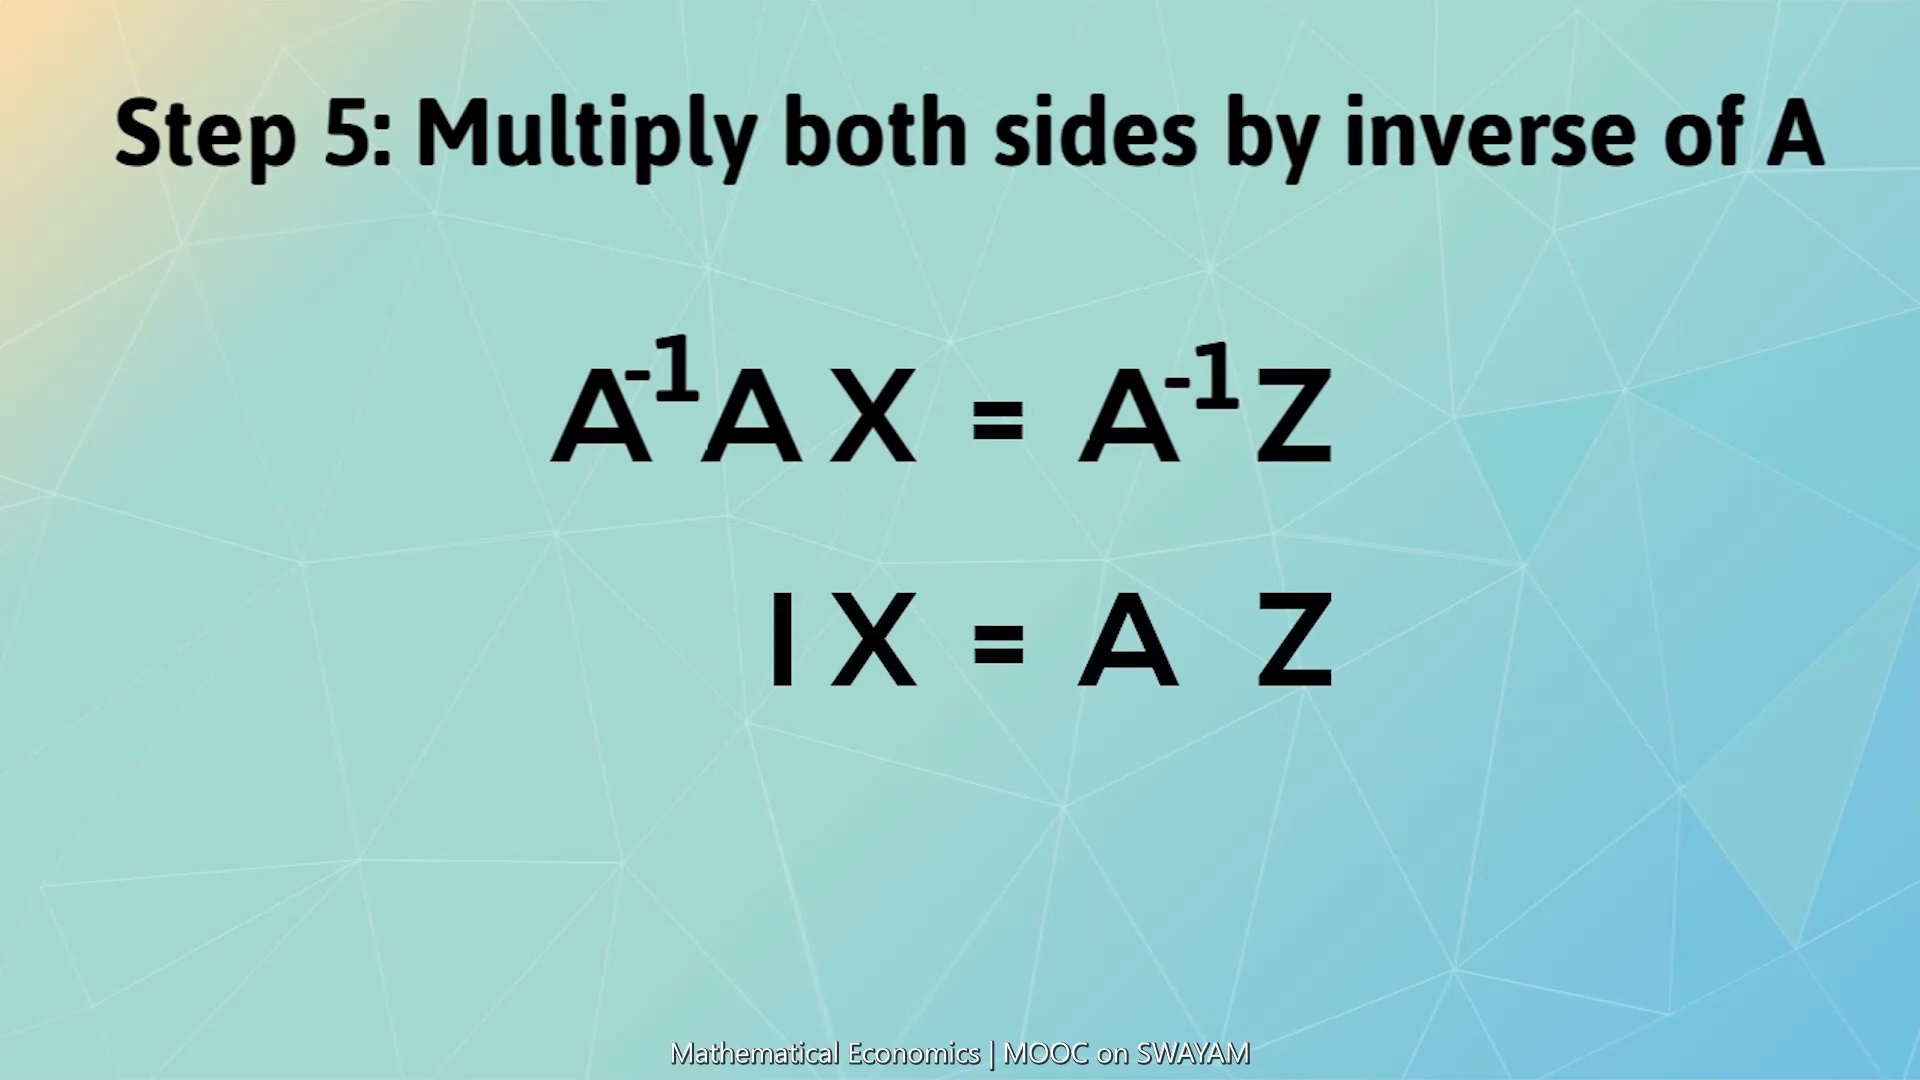 Step 5: Multiply both sides by inverse of A
A⁻¹A X = A⁻¹Z
I X = A Z
Mathematical Economics | MOOC on SWAYAM